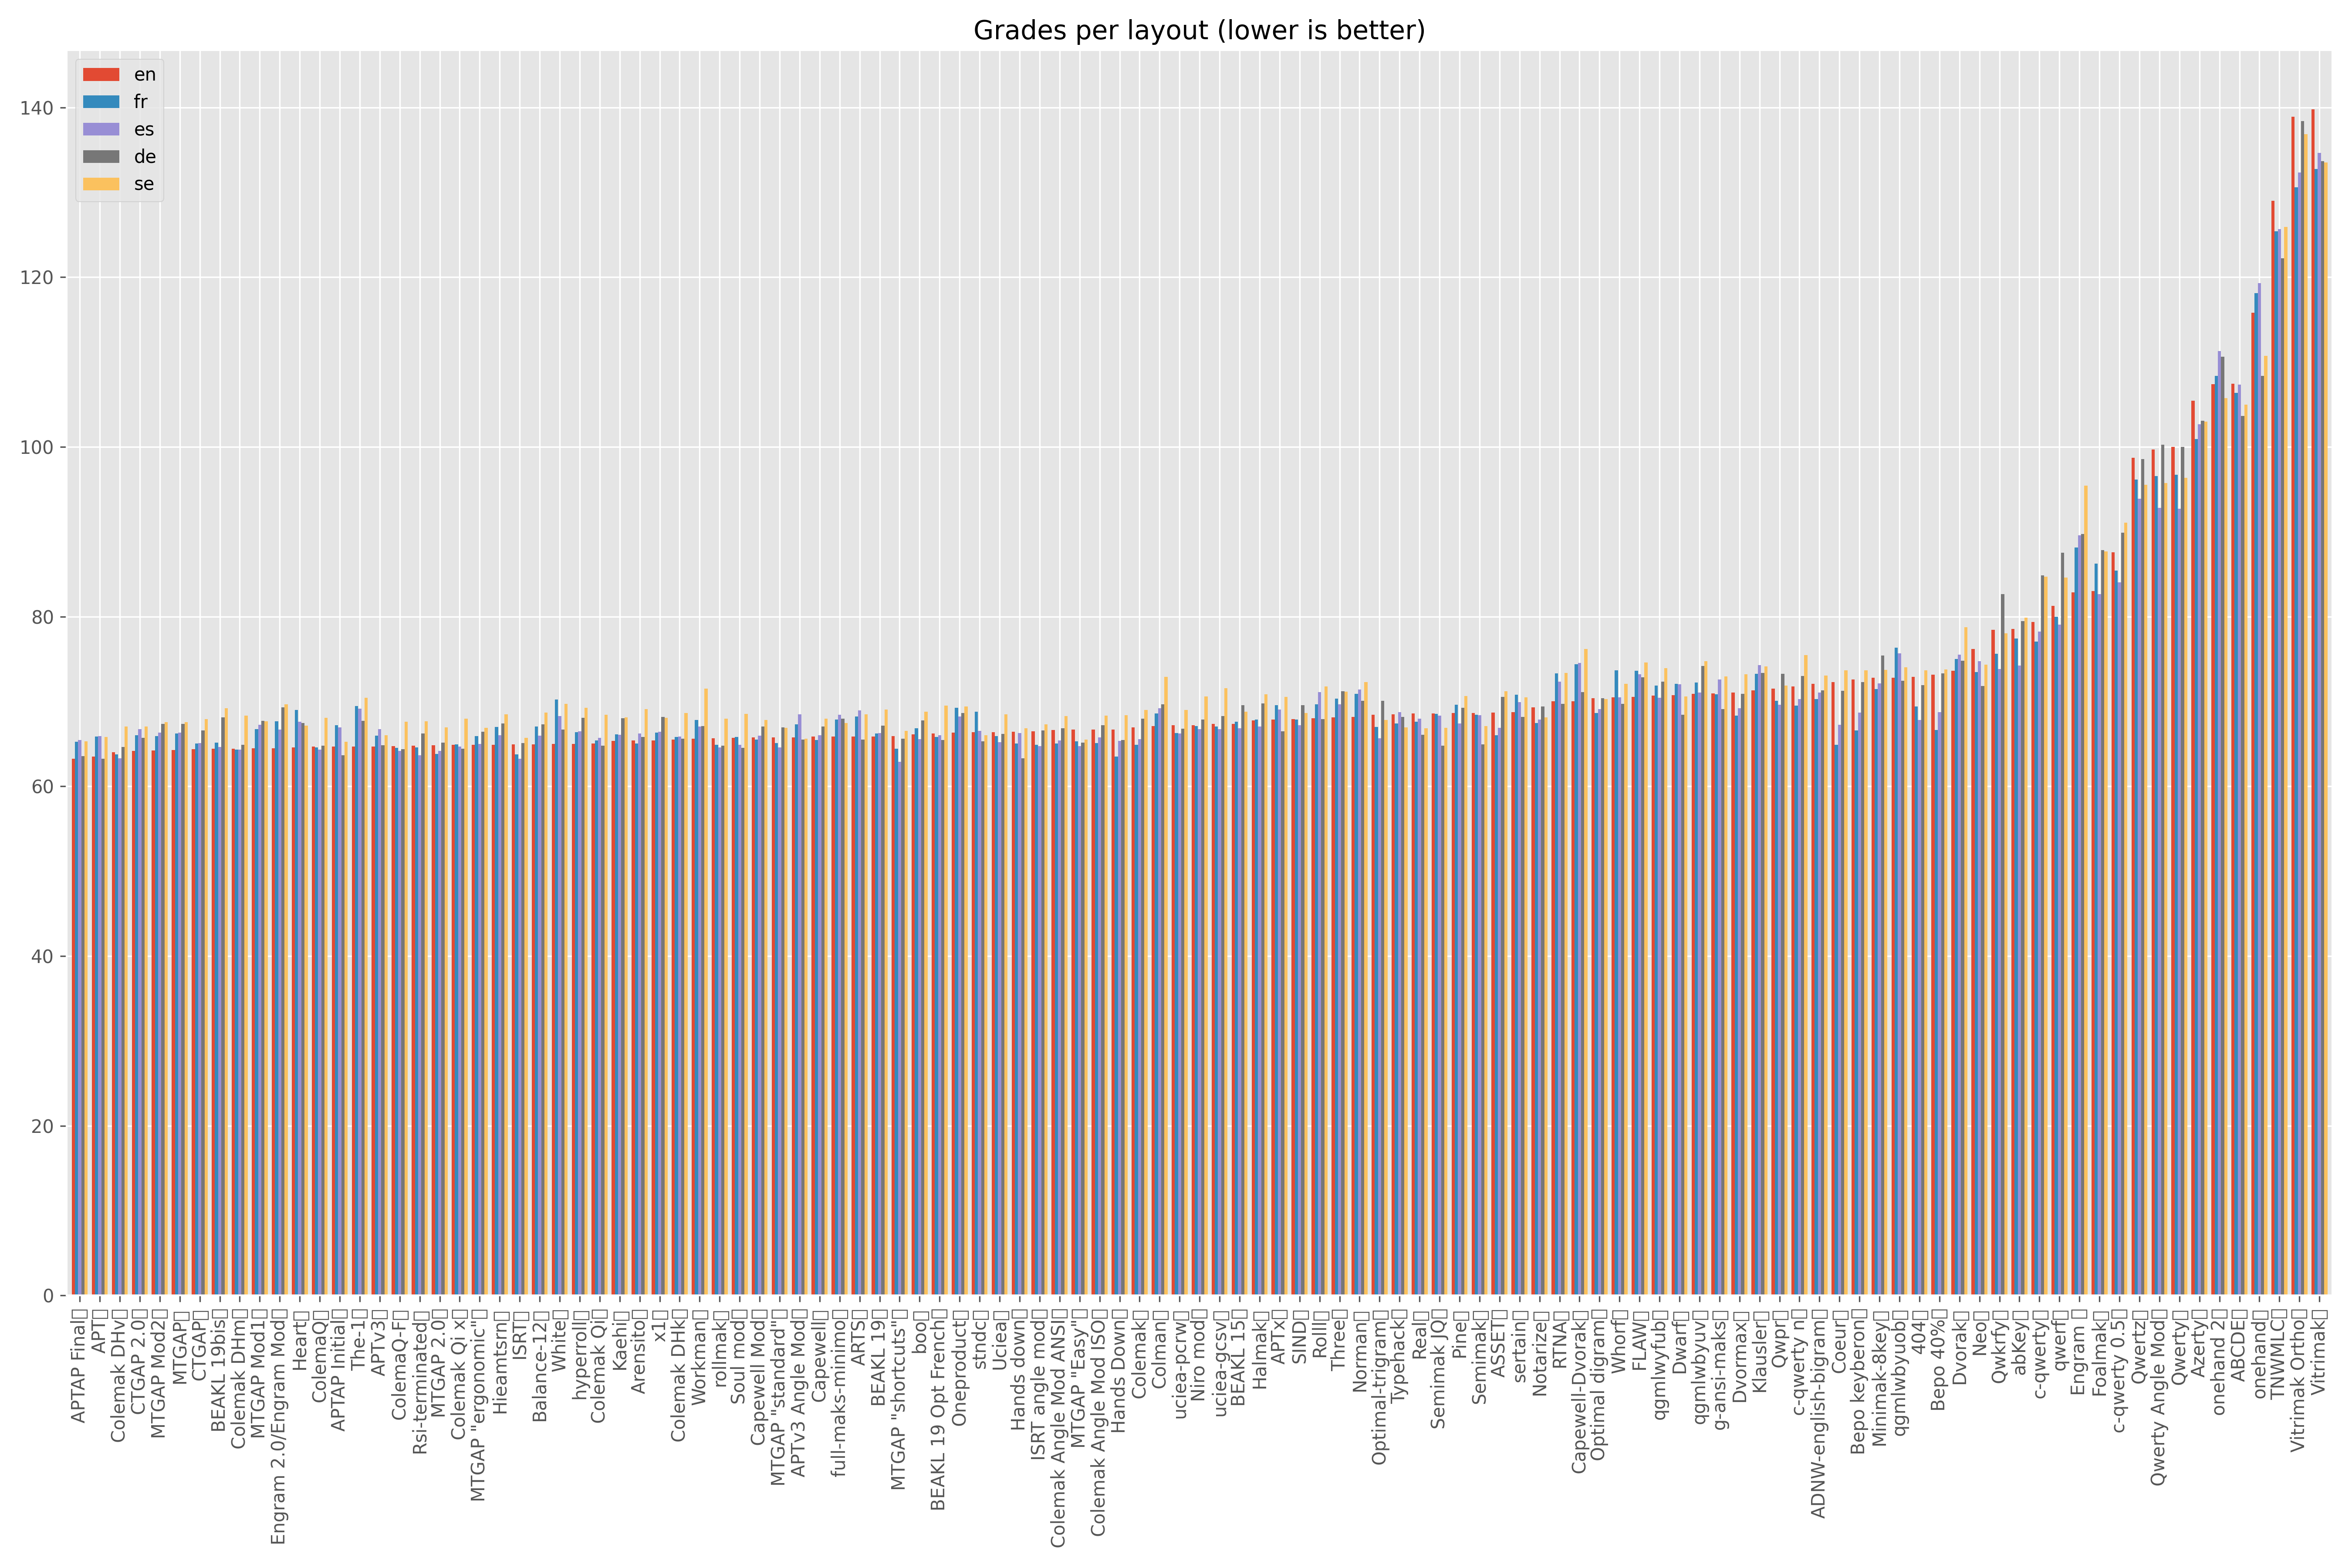 Grades per layout (lower is better)
en
fr
es
de
se
140
120
100
80
60
40
20
0
APTAP Final
APT
Colemak DHv
CTGAP 2.0
MTGAP Mod2
MTGAP
CTGAP
BEAKL 19bis
Colemak DHm
MTGAP Mod1
Engram 2.0/Engram Mod
Heart
ColemaQ
APTAP Initial
The-1
APTv3
ColemaQ-F
Rsi-terminated
MTGAP 2.0
Colemak Qi x
MTGAP "ergonomic"
Hieamtsrn
ISRT
Balance-12
White
hyperroll
Colemak Qi
Kaehi
Arensito
x1
Colemak DHk
Workman
rollmak
Soul mod
Capewell Mod
MTGAP "standard"
APTv3 Angle Mod
Capewell
full-maks-minimo
ARTS
BEAKL 19
MTGAP "shortcuts"
boo
BEAKL 19 Opt French
Oneproduct
stndc
Uciea
Hands down
ISRT angle mod
Colemak Angle Mod ANSI
MTGAP "Easy"
Colemak Angle Mod ISO
Hands Down
Colemak
Colman
uciea-pcrw
Niro mod
uciea-gcsv
BEAKL 15
Halmak
APTx
SIND
RollI
Three
Norman
Optimal-trigram
Typehack
Real
Semimak JQ
Pine
Semimak
ASSET
sertain
Notarize
RTNA
Capewell-Dvorak
Optimal digram
Whorf
FLAW
qgmlwyfub
Dwarf
qgmlwbyuv
g-ansi-maks
Dvormax
Klausler
Qwpr
c-qwerty n
ADNW-english-bigram
Coeur
Bepo keyberon
Minimak-8key
qgmlwbyuob
404
Bepo 40%
Dvorak
Neo
Qwkrfy
abKey
c-qwerty
qwerf
Engram
Foalmak
c-qwerty 0.5
Qwertz
Qwerty Angle Mod
Qwerty
Azerty
onehand 2
ABCDE
onehand
TNWMLC
Vitrimak Ortho
Vitrimak